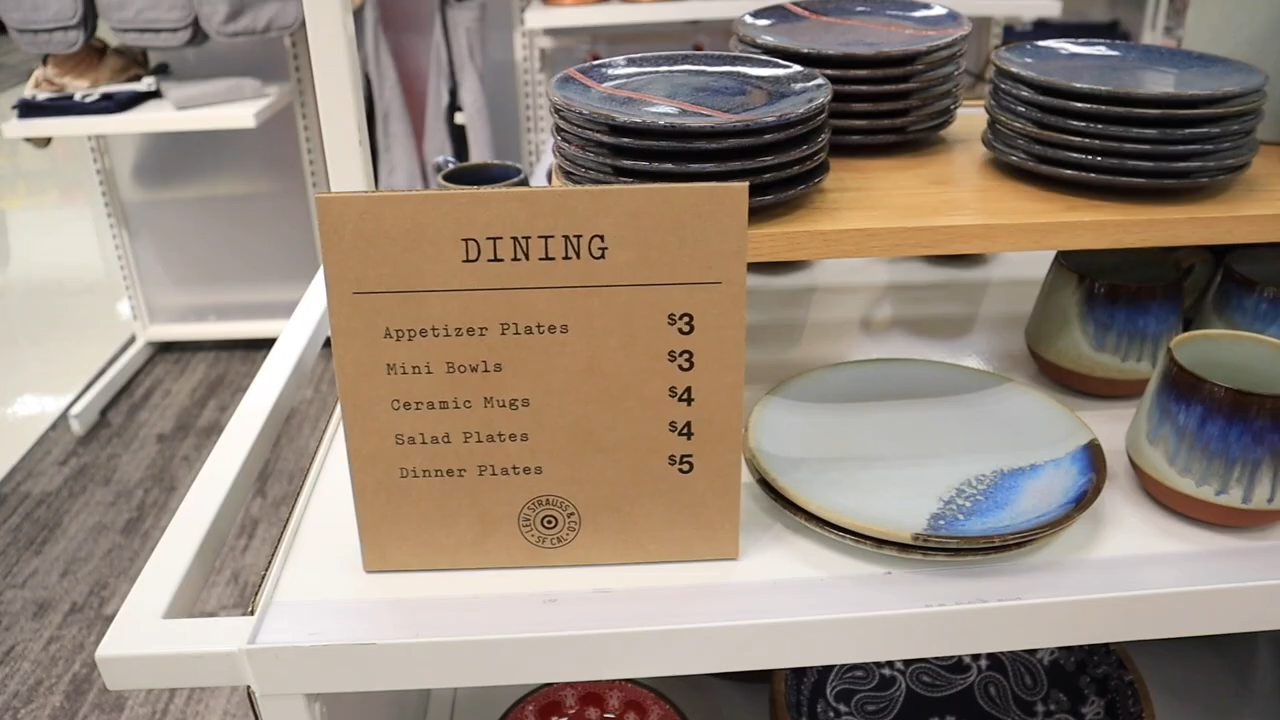 DINING
Appetizer Plates $3
Mini Bowls $3
Ceramic Mugs $4
Salad Plates $4
Dinner Plates $5
LEVI STRAUSS & CO
SF CAL